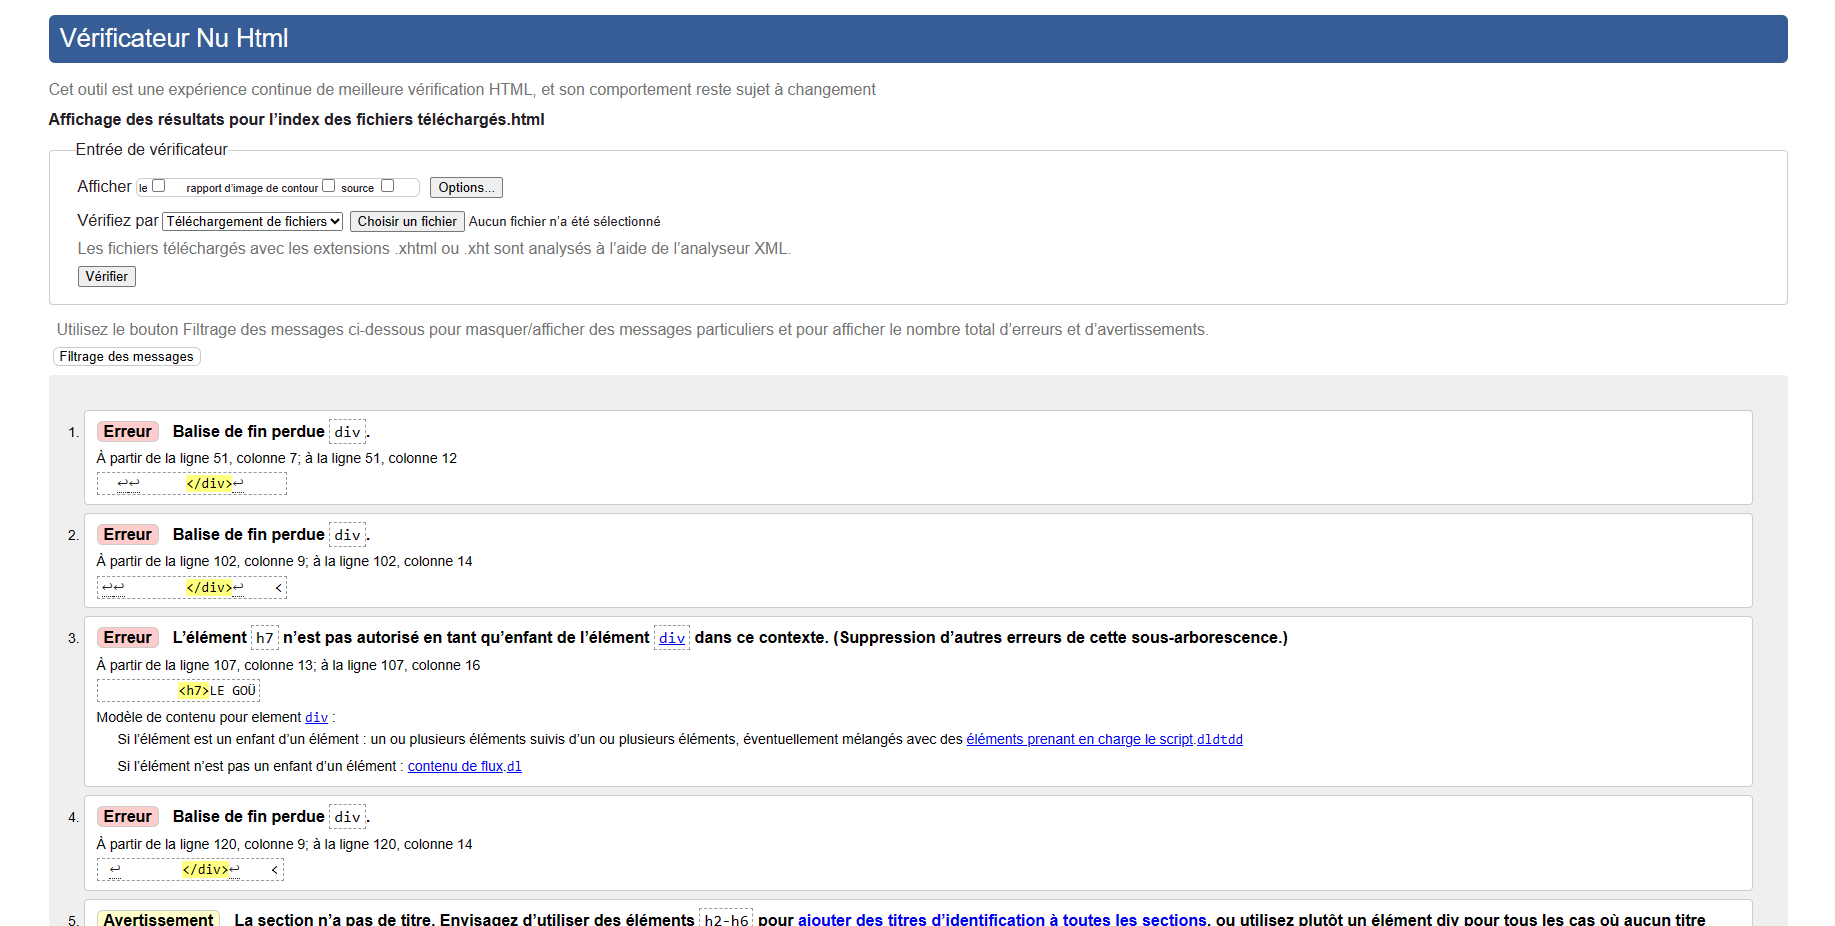 Vérificateur Nu Html
Cet outil est une expérience continue de meilleure vérification HTML, et son comportement reste sujet à changement
Affichage des résultats pour l’index des fichiers téléchargés.html
Entrée de vérificateur
Afficher le rapport d’image de contour source Options...
Vérifiez par Téléchargement de fichiers Choisir un fichier Aucun fichier n’a été sélectionné
Les fichiers téléchargés avec les extensions .xhtml ou .xht sont analysés à l’aide de l’analyseur XML.
Vérifier
Utilisez le bouton Filtrage des messages ci-dessous pour masquer/afficher des messages particuliers et pour afficher le nombre total d’erreurs et d’avertissements.
Filtrage des messages
1. Erreur Balise de fin perdue div.
À partir de la ligne 51, colonne 7; à la ligne 51, colonne 12
↩↩ </div>↩
2. Erreur Balise de fin perdue div.
À partir de la ligne 102, colonne 9; à la ligne 102, colonne 14
↩↩ </div>↩ <
3. Erreur L’élément h7 n’est pas autorisé en tant qu’enfant de l’élément div dans ce contexte. (Suppression d’autres erreurs de cette sous-arborescence.)
À partir de la ligne 107, colonne 13; à la ligne 107, colonne 16
<h7>LE GOÜ
Modèle de contenu pour element div :
Si l’élément est un enfant d’un élément : un ou plusieurs éléments suivis d’un ou plusieurs éléments, éventuellement mélangés avec des éléments prenant en charge le script.dldtdd
Si l’élément n’est pas un enfant d’un élément : contenu de flux.dl
4. Erreur Balise de fin perdue div.
À partir de la ligne 120, colonne 9; à la ligne 120, colonne 14
↩ </div>↩ <
5. Avertissement La section n’a pas de titre. Envisagez d’utiliser des éléments h2-h6 pour ajouter des titres d’identification à toutes les sections, ou utilisez plutôt un élément div pour tous les cas où aucun titre